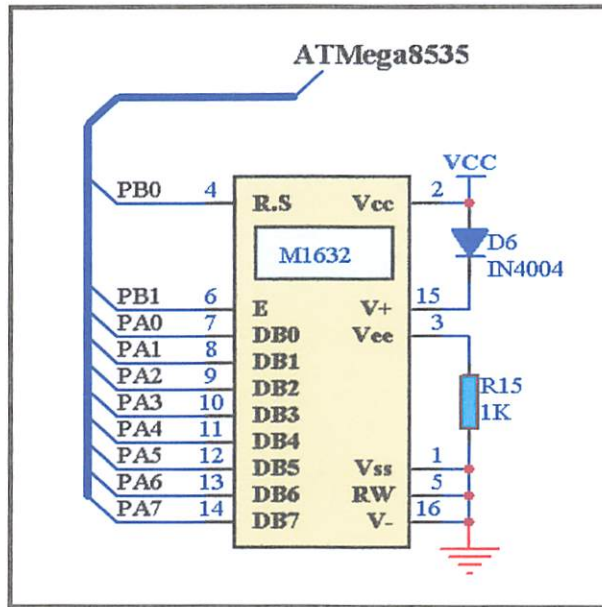 ATMega8535
VCC
PB0 4 R.S Vcc 2
M1632
D6
IN4004
PB1 6 E V+ 15
PA0 7 DB0 Vee 3
PA1 8 DB1
PA2 9 DB2
R15
PA3 10 DB3
1K
PA4 11 DB4
PA5 12 DB5 Vss 1
PA6 13 DB6 RW 5
PA7 14 DB7 V- 16